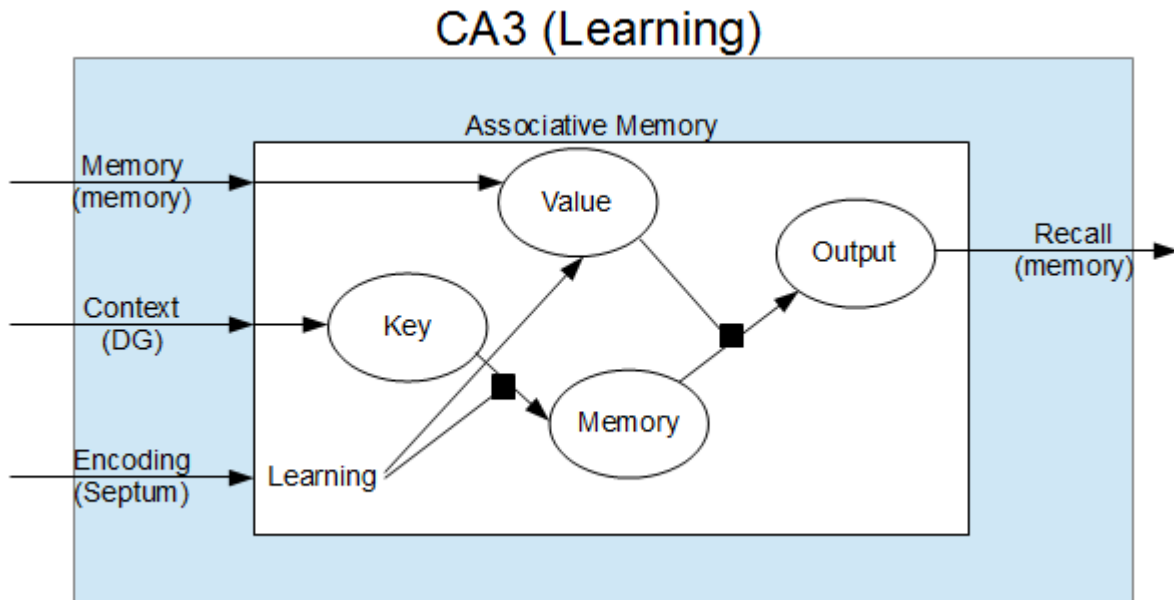 CA3 (Learning)
Associative Memory
Memory
(memory)
Value
Output
Recall
(memory)
Context
(DG)
Key
Memory
Encoding
(Septum)
Learning